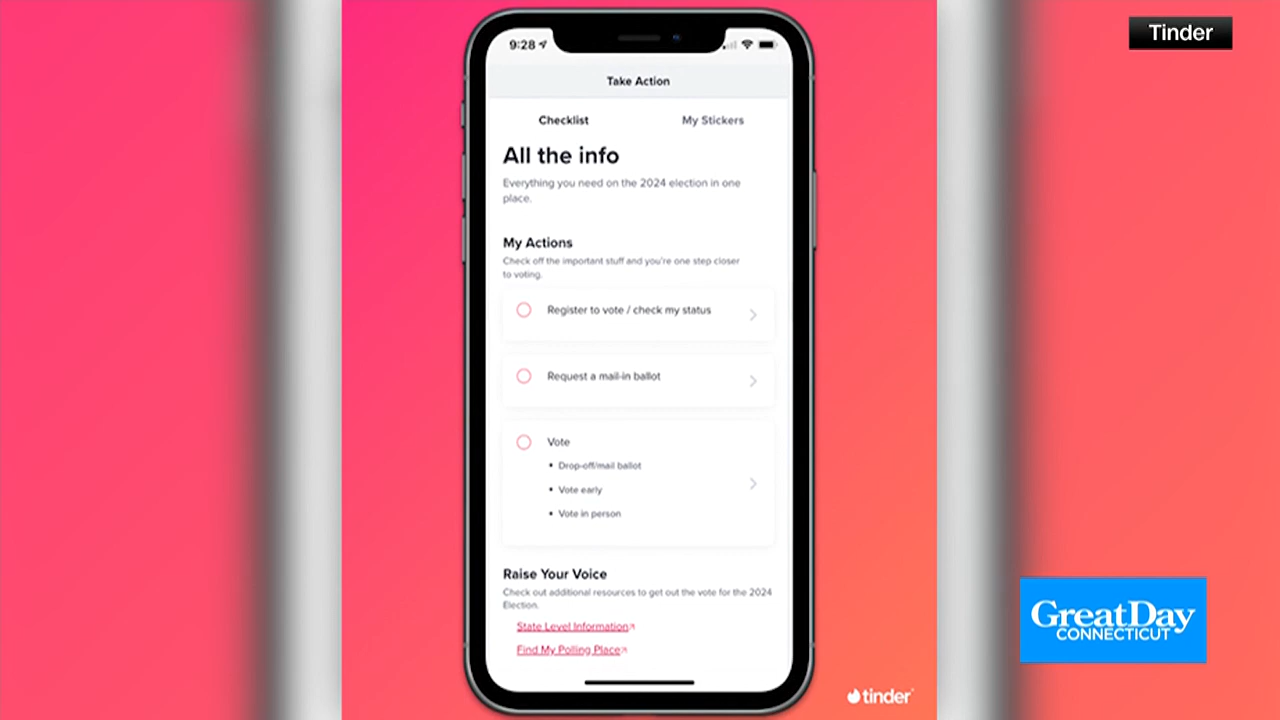 Tinder
9:28
Take Action
Checklist My Stickers
All the info
Everything you need on the 2024 election in one
place.
My Actions
Check off the important stuff and you're one step closer
to voting.
Register to vote / check my status
Request a mail-in ballot
Vote
• Drop-off/mail ballot
• Vote early
• Vote in person
Raise Your Voice
Check out additional resources to get out the vote for the 2024
Election.
State Level Information
Find My Polling Place
GreatDay
CONNECTICUT
tinder